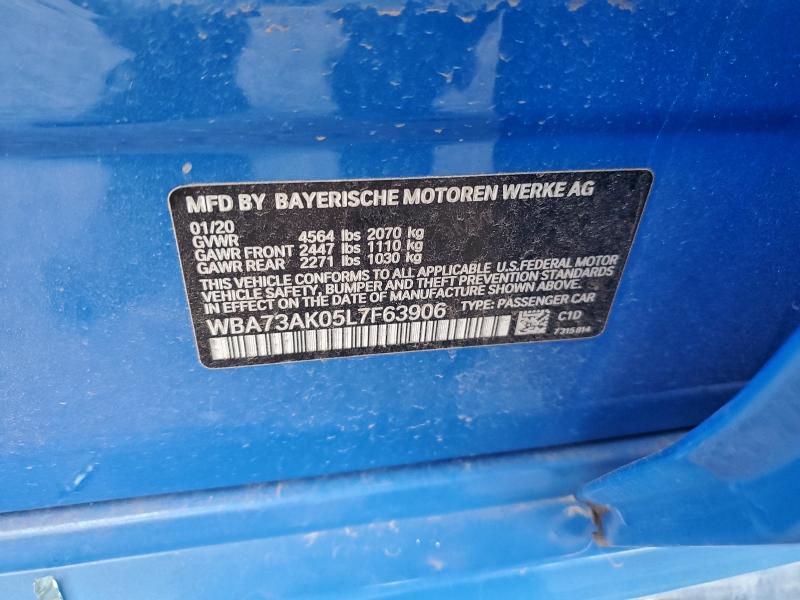 MFD BY BAYERISCHE MOTOREN WERKE AG
01/20
GVWR 4564 lbs 2070 kg
GAWR FRONT 2447 lbs 1110 kg
GAWR REAR 2271 lbs 1030 kg
THIS VEHICLE CONFORMS TO ALL APPLICABLE U.S.FEDERAL MOTOR
VEHICLE SAFETY, BUMPER AND THEFT PREVENTION STANDARDS
IN EFFECT ON THE DATE OF MANUFACTURE SHOWN ABOVE.
WBA73AK05L7F63906 TYPE: PASSENGER CAR
C1D
7315814